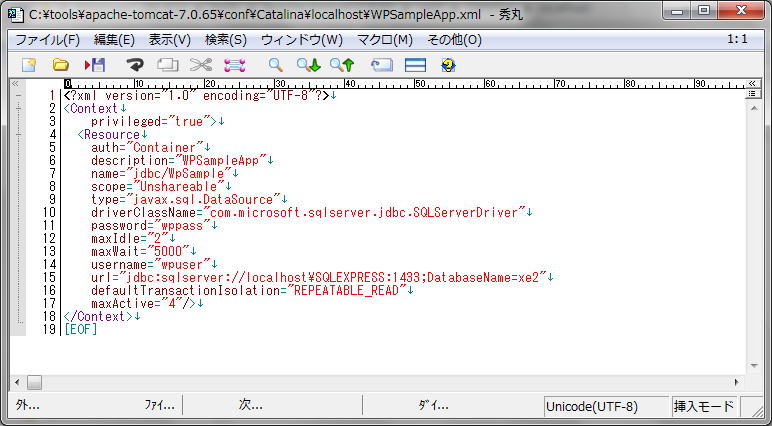 C:¥tools¥apache-tomcat-7.0.65¥conf¥Catalina¥localhost¥WPSampleApp.xml - 秀丸
ファイル(F) 編集(E) 表示(V) 検索(S) ウィンドウ(W) マクロ(M) その他(O) 1:1
0 10 20 30 40 50 60 70 80 90
1 <?xml version="1.0" encoding="UTF-8"?>↓
2 <Context↓
3 privileged="true">↓
4 <Resource↓
5 auth="Container"↓
6 description="WPSampleApp"↓
7 name="jdbc/WpSample"↓
8 scope="Unshareable"↓
9 type="javax.sql.DataSource"↓
10 driverClassName="com.microsoft.sqlserver.jdbc.SQLServerDriver"↓
11 password="wppass"↓
12 maxIdle="2"↓
13 maxWait="5000"↓
14 username="wpuser"↓
15 url="jdbc:sqlserver://localhost¥SQLEXPRESS:1433;DatabaseName=xe2"↓
16 defaultTransactionIsolation="REPEATABLE_READ"↓
17 maxActive="4"/>↓
18 </Context>↓
19 [EOF]
外... ファイ... 次... ダイ... Unicode(UTF-8) 挿入モード